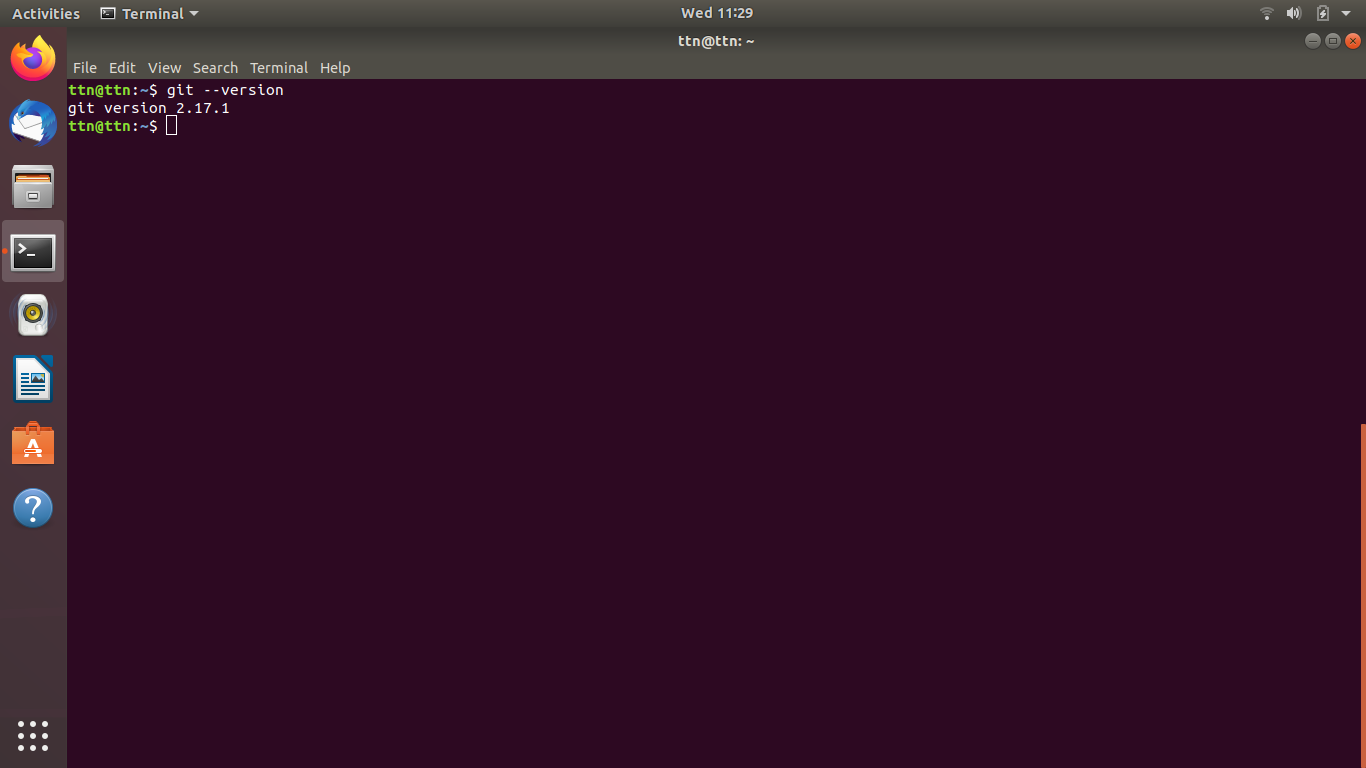 Activities Terminal Wed 11:29
ttn@ttn: ~
File Edit View Search Terminal Help
ttn@ttn:~$ git --version
git version 2.17.1
ttn@ttn:~$